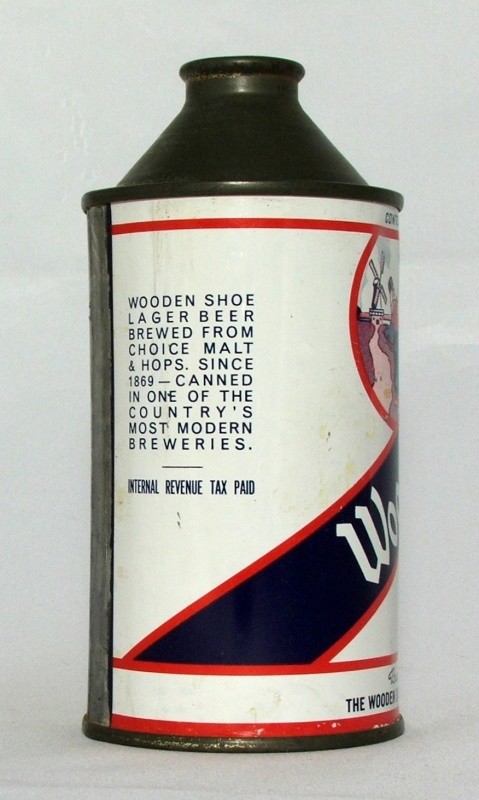 WOODEN SHOE
LAGER BEER
BREWED FROM
CHOICE MALT
& HOPS. SINCE
1869 — CANNED
IN ONE OF THE
COUNTRY'S
MOST MODERN
BREWERIES.
INTERNAL REVENUE TAX PAID
Woo
THE WOODEN